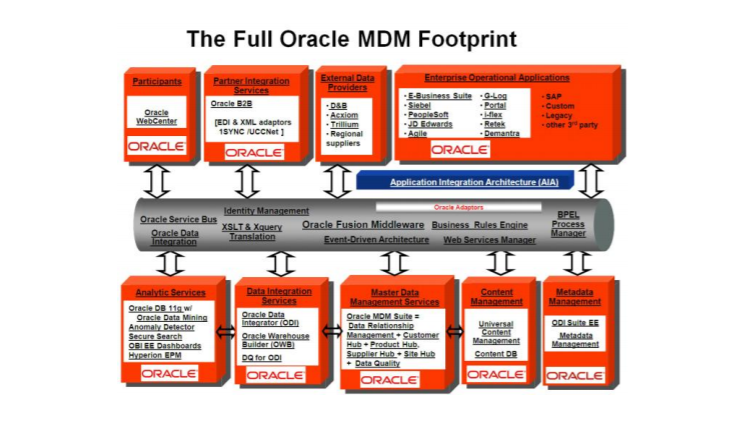 The Full Oracle MDM Footprint
Participants
Oracle
WebCenter
ORACLE
Partner Integration
Services
Oracle B2B
[EDI & XML adaptors
1SYNC /UCCNet ]
ORACLE
External Data
Providers
· D&B
· Acxiom
· Trillium
· Regional
suppliers
Enterprise Operational Applications
· E-Business Suite
· Siebel
· PeopleSoft
· JD Edwards
· Agile
· G-Log
· Portal
· i-flex
· Retek
· Demantra
· SAP
· Custom
· Legacy
· other 3rd party
ORACLE
Application Integration Architecture (AIA)
Oracle Adaptors
Oracle Service Bus
Oracle Data
Integration
Identity Management
XSLT & Xquery
Translation
Oracle Fusion Middleware
Event-Driven Architecture
Business Rules Engine
Web Services Manager
BPEL
Process
Manager
Analytic Services
Oracle DB 11g w/
Oracle Data Mining
Anomaly Detector
Secure Search
OBI EE Dashboards
Hyperion EPM
ORACLE
Data Integration
Services
Oracle Data
Integrator (ODI)
Oracle Warehouse
Builder (OWB)
DQ for ODI
ORACLE
Master Data
Management Services
Oracle MDM Suite =
Data Relationship
Management + Customer
Hub + Product Hub,
Supplier Hub + Site Hub
+ Data Quality
ORACLE
Content
Management
Universal
Content
Management
Content DB
ORACLE
Metadata
Management
ODI Suite EE
Metadata
Management
ORACLE